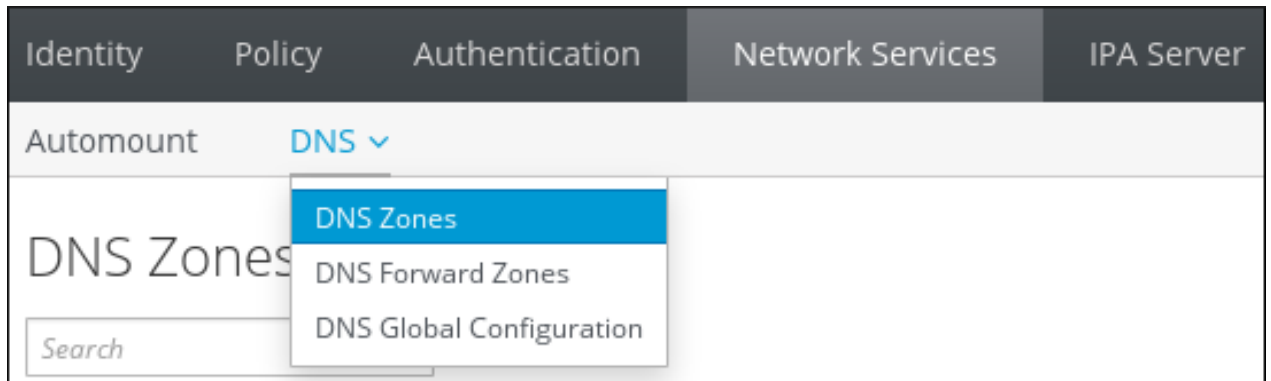 Identity Policy Authentication Network Services IPA Server
Automount DNS
DNS Zones
DNS Zones
DNS Forward Zones
DNS Global Configuration
Search